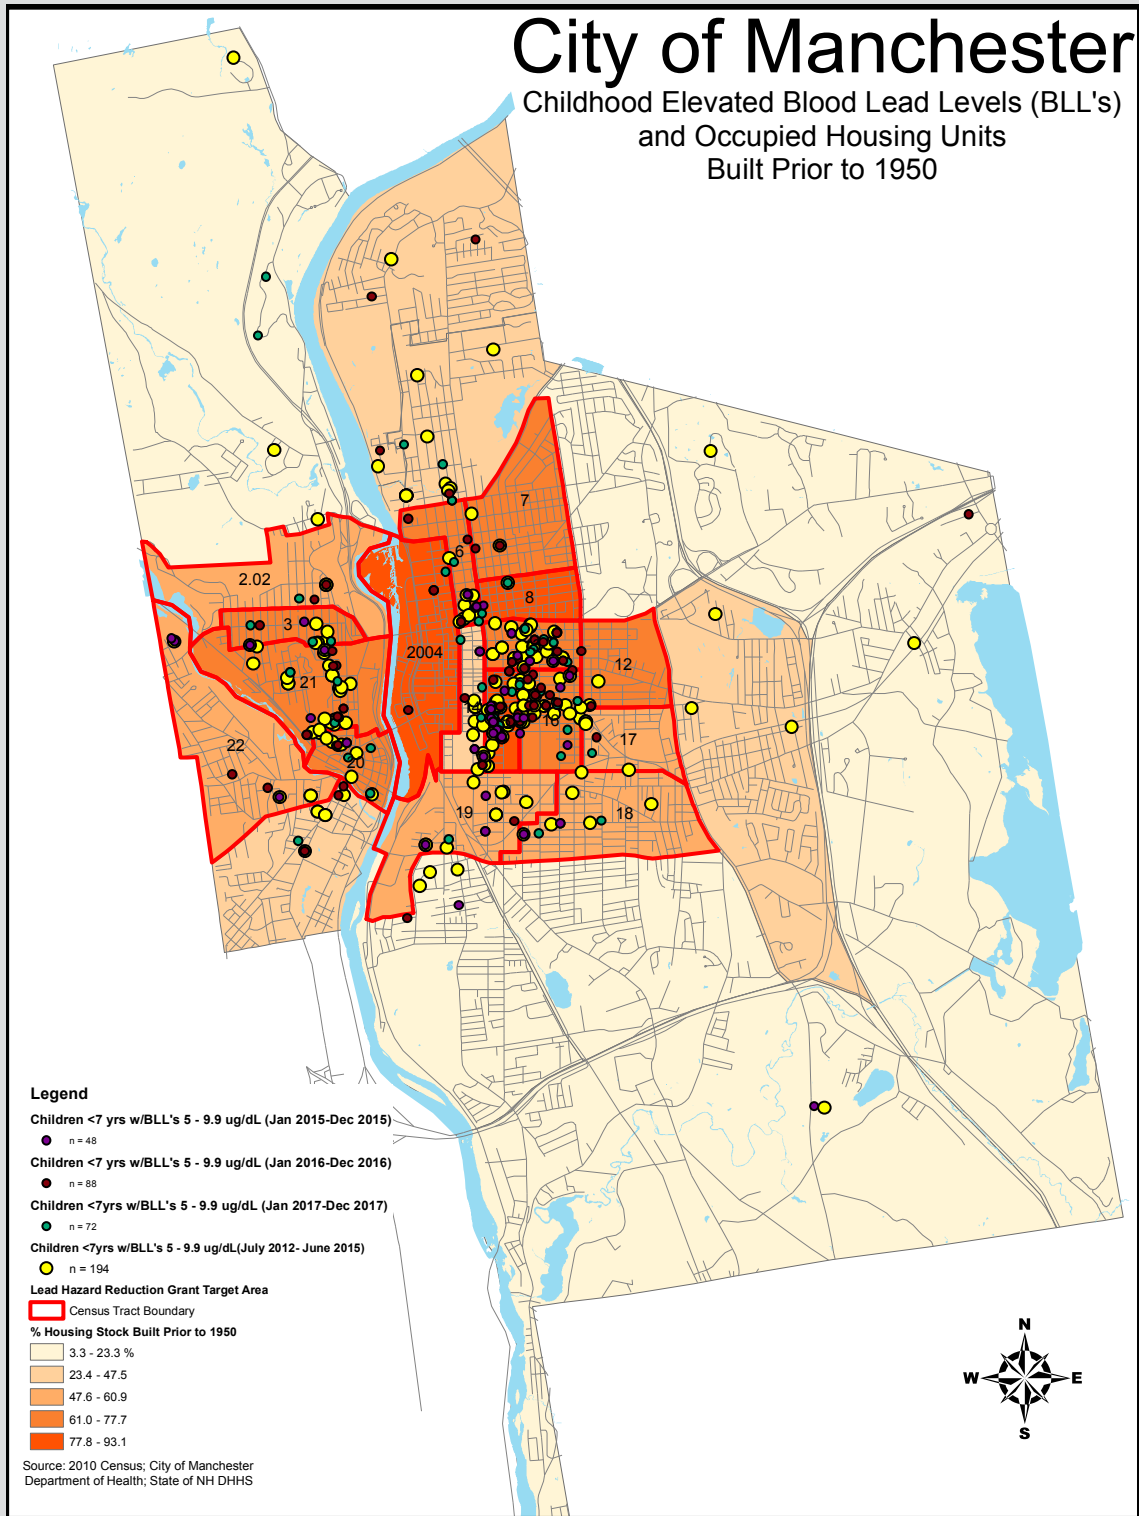 City of Manchester
Childhood Elevated Blood Lead Levels (BLL's)
and Occupied Housing Units
Built Prior to 1950
7
6
2.02
8
3
2004
12
21
16
17
22
20
19
18
Legend
Children <7 yrs w/BLL's 5 - 9.9 ug/dL (Jan 2015-Dec 2015)
n = 48
Children <7 yrs w/BLL's 5 - 9.9 ug/dL (Jan 2016-Dec 2016)
n = 88
Children <7yrs w/BLL's 5 - 9.9 ug/dL (Jan 2017-Dec 2017)
n = 72
Children <7yrs w/BLL's 5 - 9.9 ug/dL(July 2012- June 2015)
n = 194
Lead Hazard Reduction Grant Target Area
Census Tract Boundary
% Housing Stock Built Prior to 1950
3.3 - 23.3 %
23.4 - 47.5
47.6 - 60.9
61.0 - 77.7
77.8 - 93.1
Source: 2010 Census; City of Manchester
Department of Health; State of NH DHHS
N
W E
S